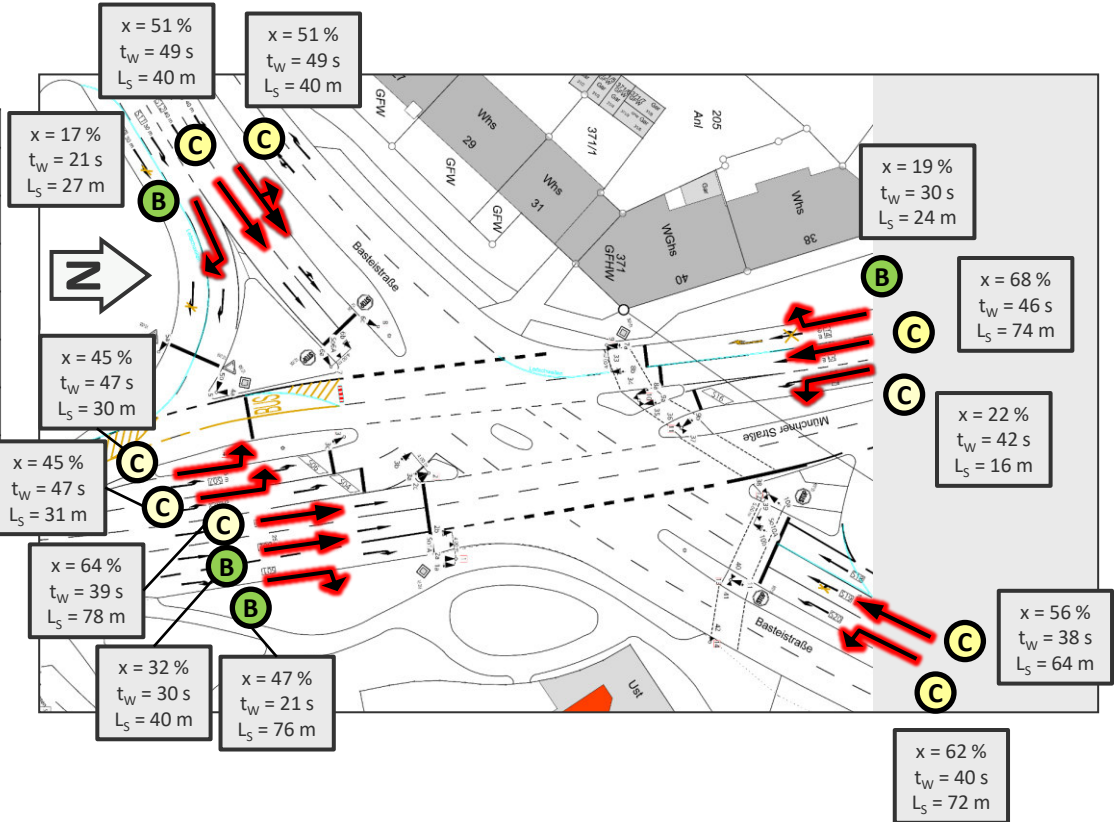 x = 51 %
t_W = 49 s
L_S = 40 m
x = 51 %
t_W = 49 s
L_S = 40 m
x = 17 %
t_W = 21 s
L_S = 27 m
C
C
B
N
x = 19 %
t_W = 30 s
L_S = 24 m
B
x = 68 %
t_W = 46 s
L_S = 74 m
C
x = 22 %
t_W = 42 s
L_S = 16 m
C
GFW
GFW
GFW
Whs
29
Whs
31
371/1
205
Anl
Gar
Gar
WGhs
40
371
GFHW
Whs
38
Basteistraße
Münchner Straße
BUS
x = 45 %
t_W = 47 s
L_S = 30 m
C
x = 45 %
t_W = 47 s
L_S = 31 m
C
x = 64 %
t_W = 39 s
L_S = 78 m
C
x = 32 %
t_W = 30 s
L_S = 40 m
B
x = 47 %
t_W = 21 s
L_S = 76 m
B
Basteistraße
Ust
x = 56 %
t_W = 38 s
L_S = 64 m
C
C
x = 62 %
t_W = 40 s
L_S = 72 m